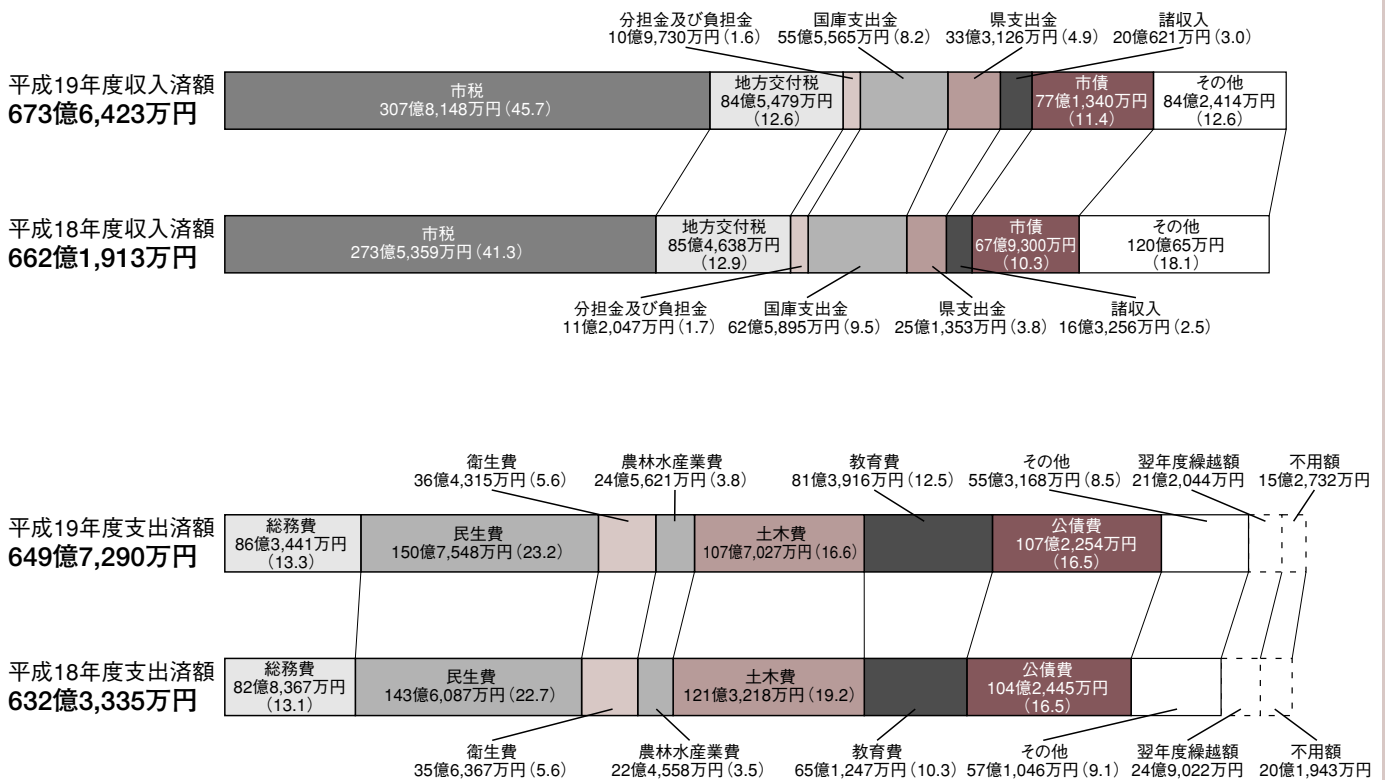 分担金及び負担金
10億9,730万円（1.6）
国庫支出金
55億5,565万円（8.2）
県支出金
33億3,126万円（4.9）
諸収入
20億621万円（3.0）
平成19年度収入済額
673億6,423万円
市税
307億8,148万円（45.7）
地方交付税
84億5,479万円
（12.6）
市債
77億1,340万円
（11.4）
その他
84億2,414万円
（12.6）
平成18年度収入済額
662億1,913万円
市税
273億5,359万円（41.3）
地方交付税
85億4,638万円
（12.9）
市債
67億9,300万円
（10.3）
その他
120億65万円
（18.1）
分担金及び負担金
11億2,047万円（1.7）
国庫支出金
62億5,895万円（9.5）
県支出金
25億1,353万円（3.8）
諸収入
16億3,256万円（2.5）
衛生費
36億4,315万円（5.6）
農林水産業費
24億5,621万円（3.8）
教育費
81億3,916万円（12.5）
その他
55億3,168万円（8.5）
翌年度繰越額
21億2,044万円
不用額
15億2,732万円
平成19年度支出済額
649億7,290万円
総務費
86億3,441万円
（13.3）
民生費
150億7,548万円（23.2）
土木費
107億7,027万円（16.6）
公債費
107億2,254万円
（16.5）
平成18年度支出済額
632億3,335万円
総務費
82億8,367万円
（13.1）
民生費
143億6,087万円（22.7）
土木費
121億3,218万円（19.2）
公債費
104億2,445万円
（16.5）
衛生費
35億6,367万円（5.6）
農林水産業費
22億4,558万円（3.5）
教育費
65億1,247万円（10.3）
その他
57億1,046万円（9.1）
翌年度繰越額
24億9,022万円
不用額
20億1,943万円